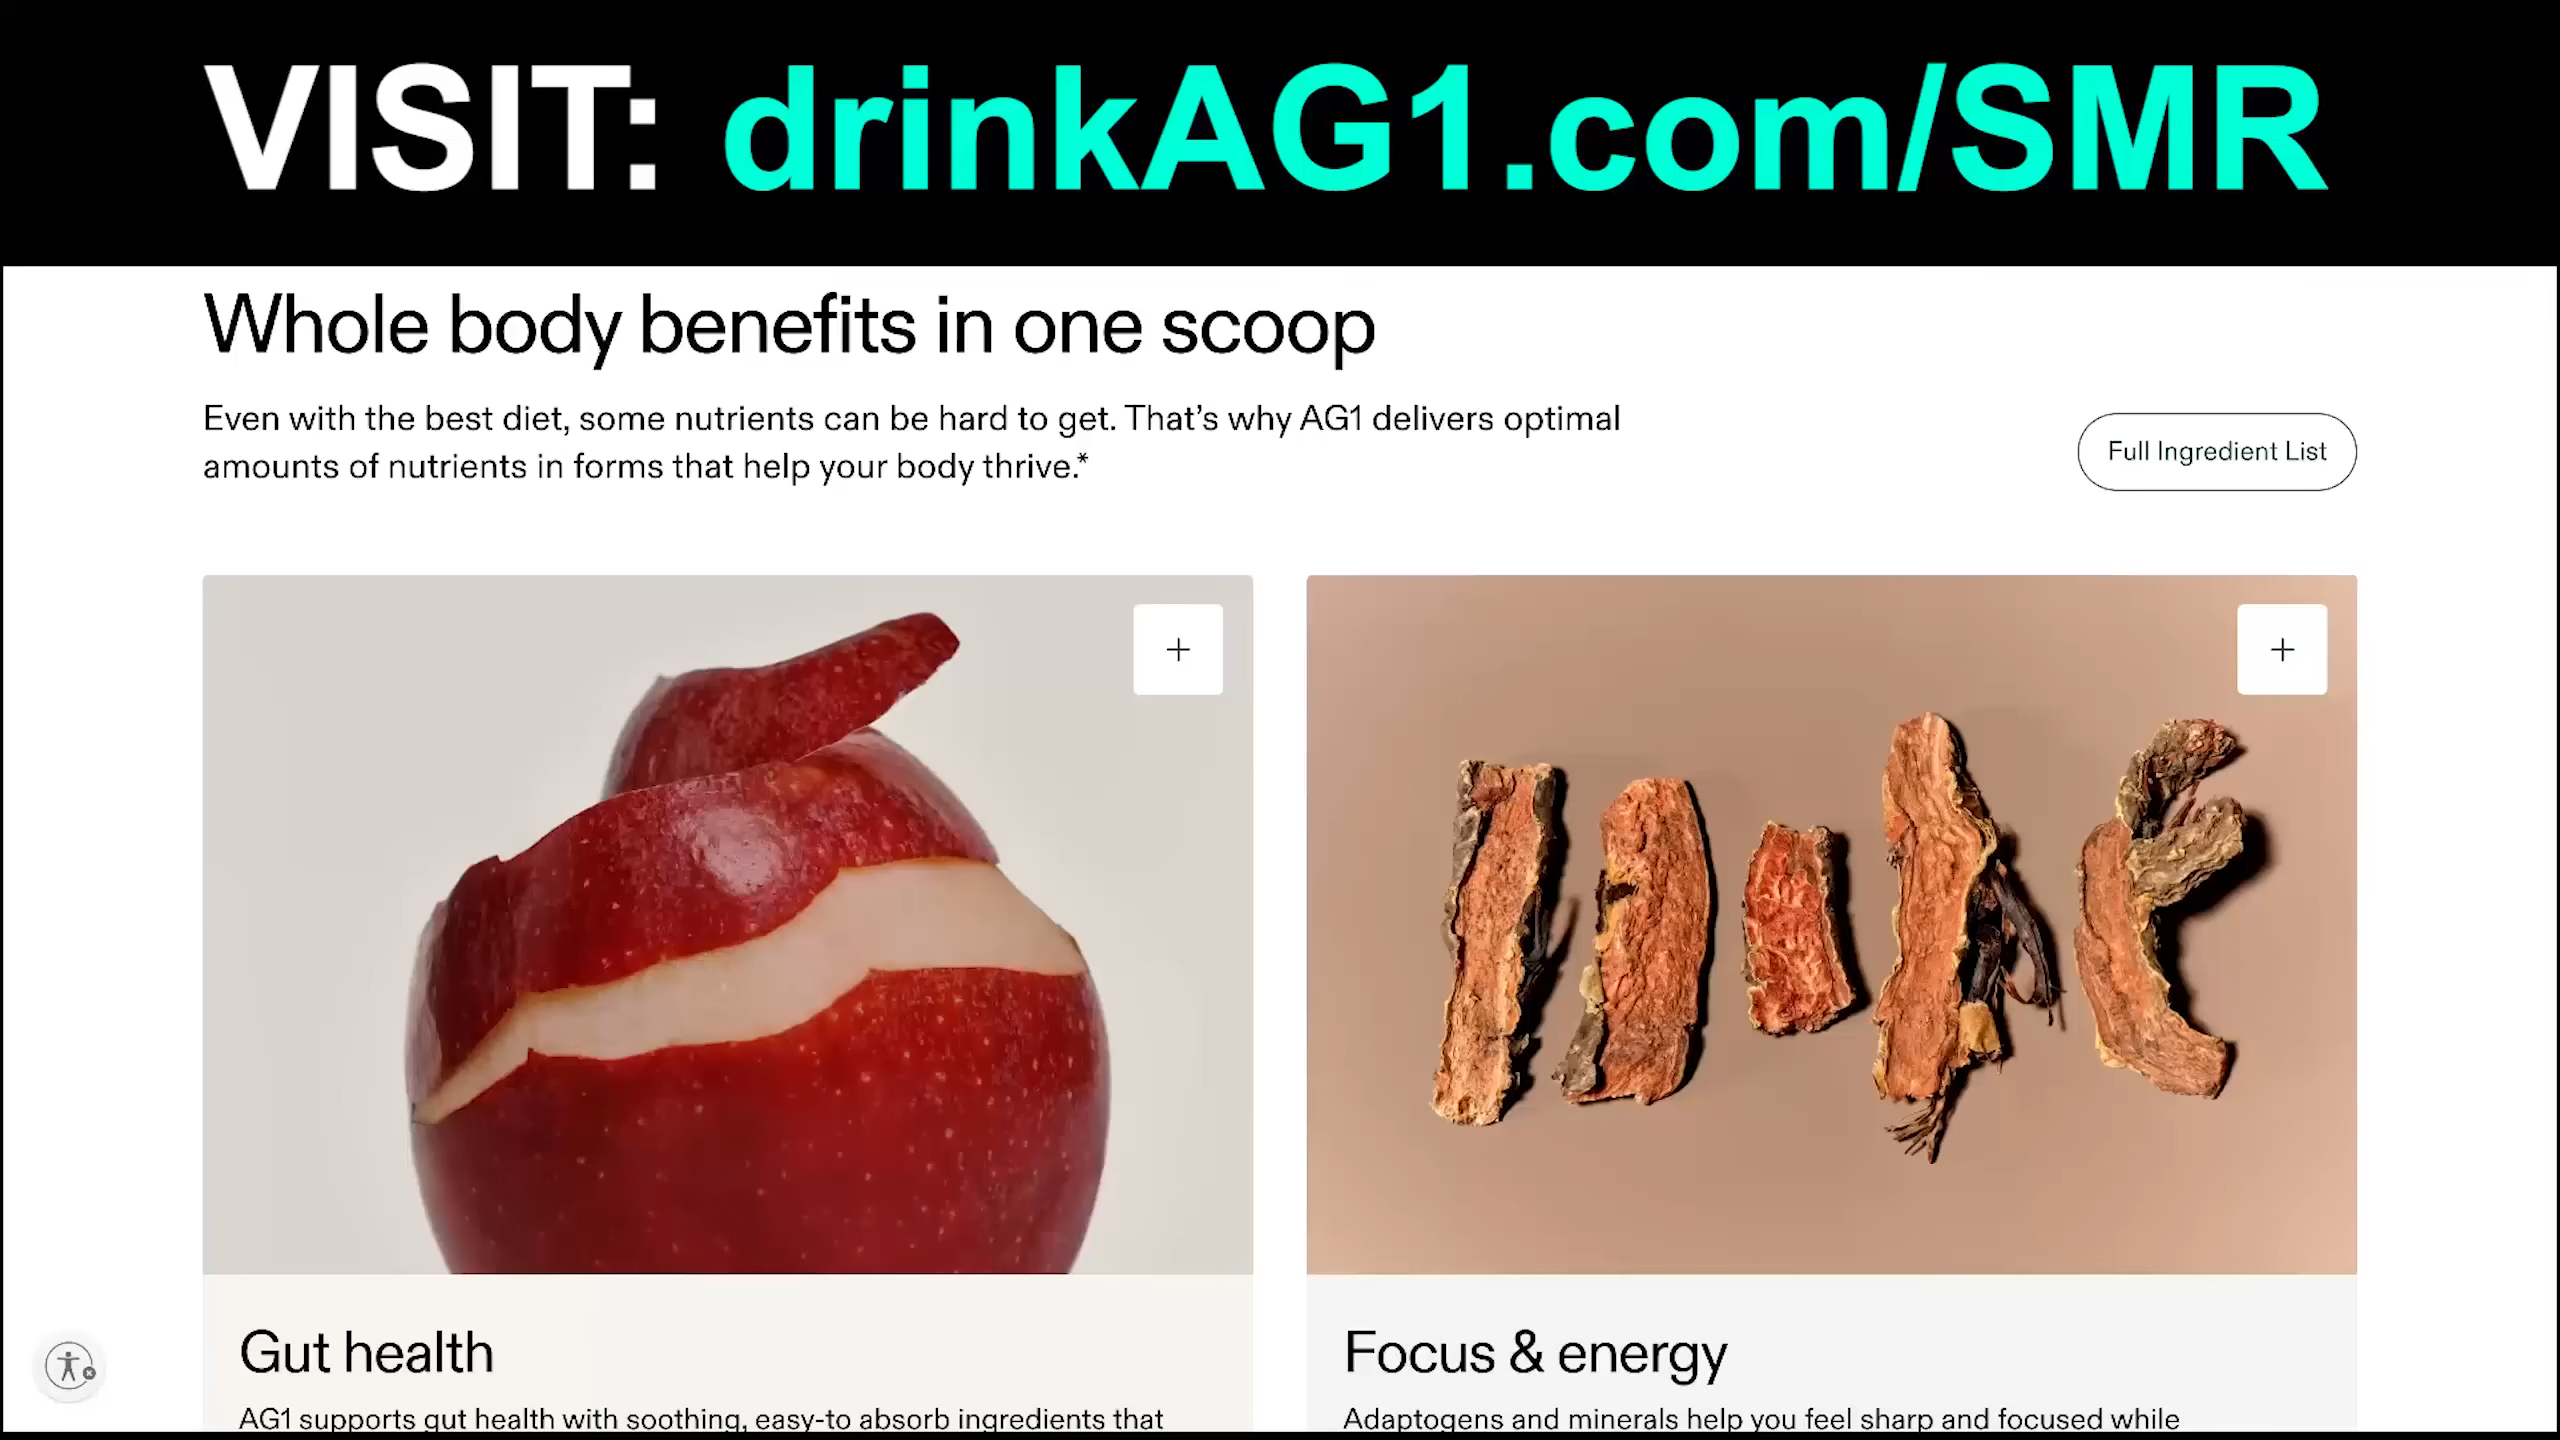 VISIT: drinkAG1.com/SMR
Whole body benefits in one scoop
Even with the best diet, some nutrients can be hard to get. That's why AG1 delivers optimal
amounts of nutrients in forms that help your body thrive.*
Full Ingredient List
Gut health
AG1 supports gut health with soothing, easy-to absorb ingredients that
Focus & energy
Adaptogens and minerals help you feel sharp and focused while